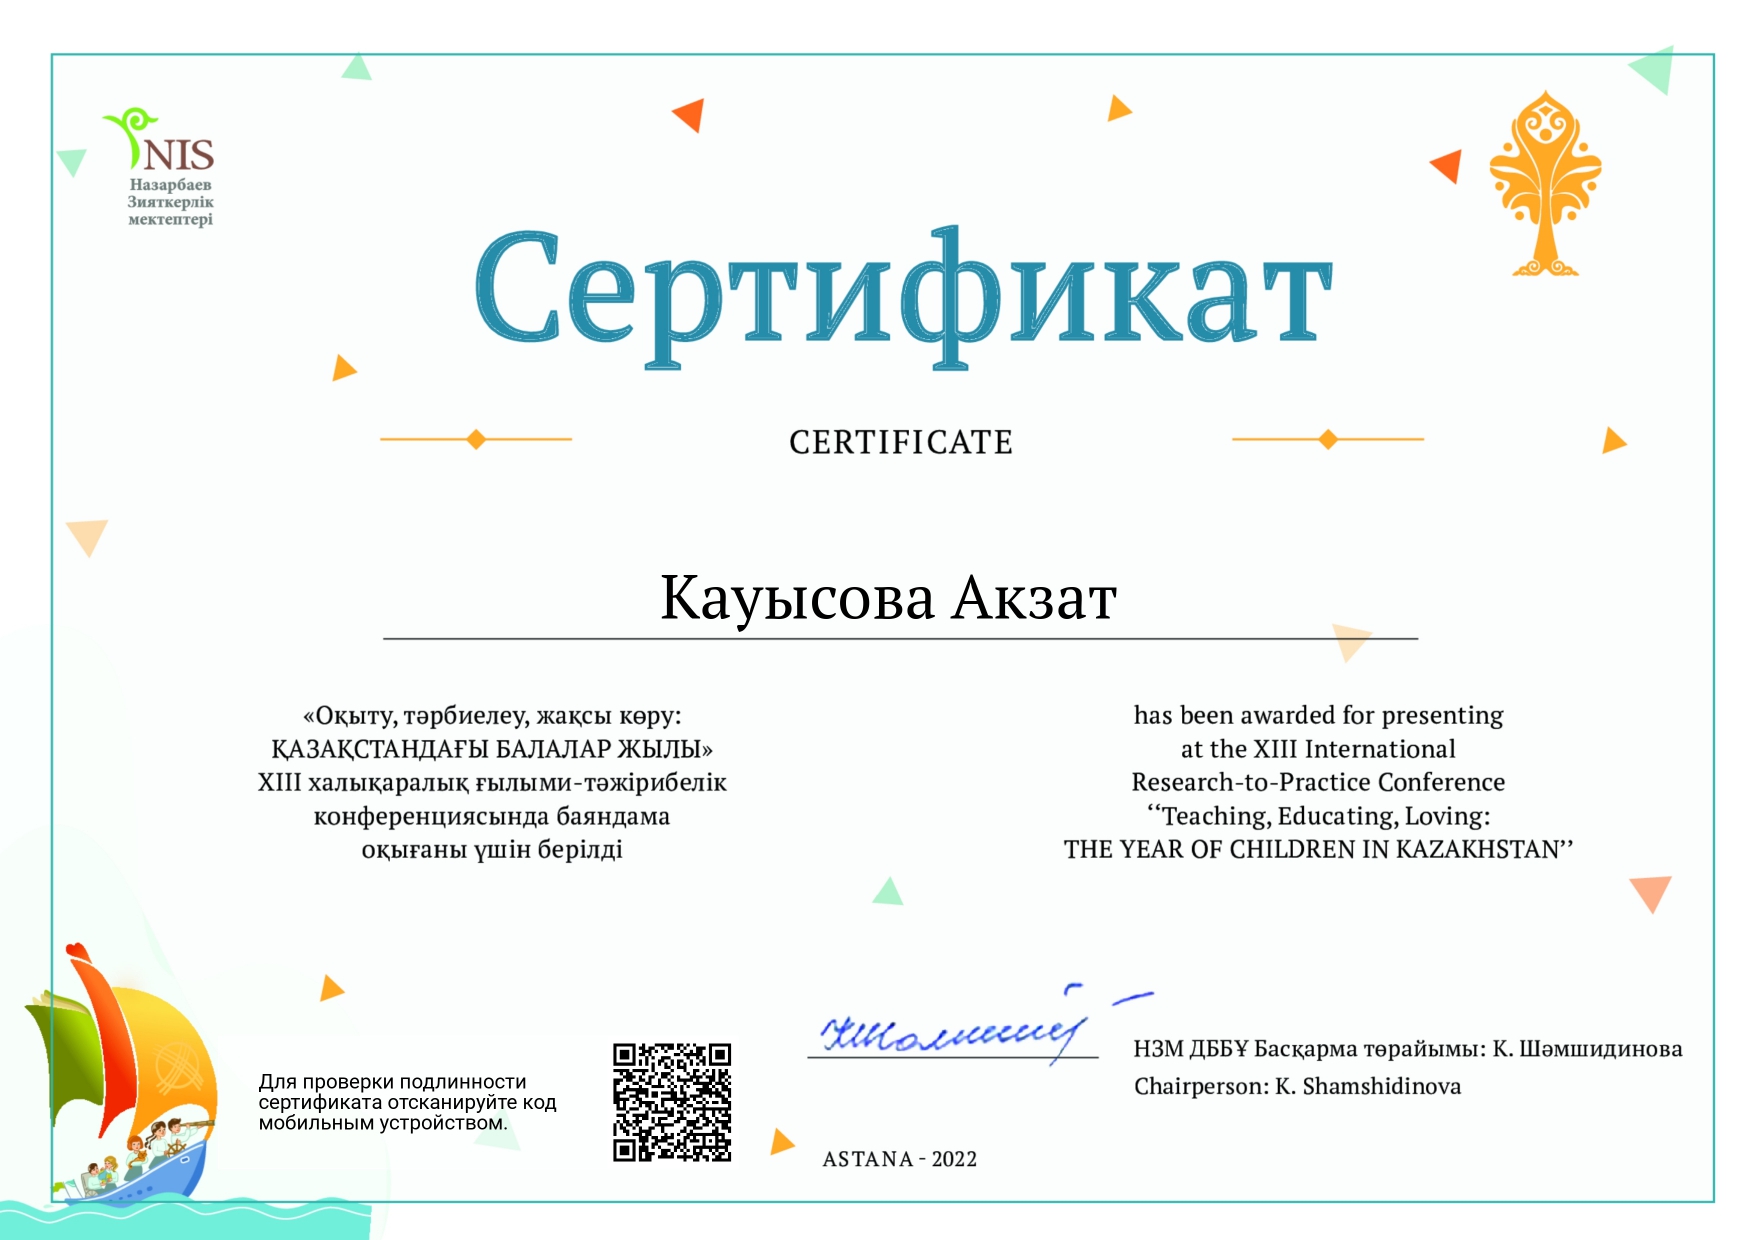 NIS
Назарбаев
Зияткерлік
мектептері
Сертификат
CERTIFICATE
Кауысова Акзат
«Оқыту, тәрбиелеу, жақсы көру:
ҚАЗАҚСТАНДАҒЫ БАЛАЛАР ЖЫЛЫ»
XIII халықаралық ғылыми-тәжірибелік
конференциясында баяндама
оқығаны үшін берілді
has been awarded for presenting
at the XIII International
Research-to-Practice Conference
‘‘Teaching, Educating, Loving:
THE YEAR OF CHILDREN IN KAZAKHSTAN’’
Для проверки подлинности
сертификата отсканируйте код
мобильным устройством.
НЗМ ДББҰ Басқарма төрайымы: К. Шәмшидинова
Chairperson: K. Shamshidinova
ASTANA - 2022